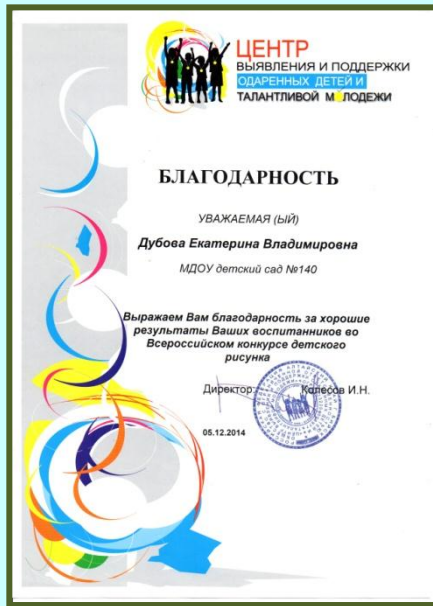 ЦЕНТР
ВЫЯВЛЕНИЯ И ПОДДЕРЖКИ
ОДАРЕННЫХ ДЕТЕЙ И
ТАЛАНТЛИВОЙ МОЛОДЕЖИ
БЛАГОДАРНОСТЬ
УВАЖАЕМАЯ (ЫЙ)
Дубова Екатерина Владимировна
МДОУ детский сад №140
Выражаем Вам благодарность за хорошие
результаты Ваших воспитанников во
Всероссийском конкурсе детского
рисунка
Директор: Колесов И.Н.
05.12.2014